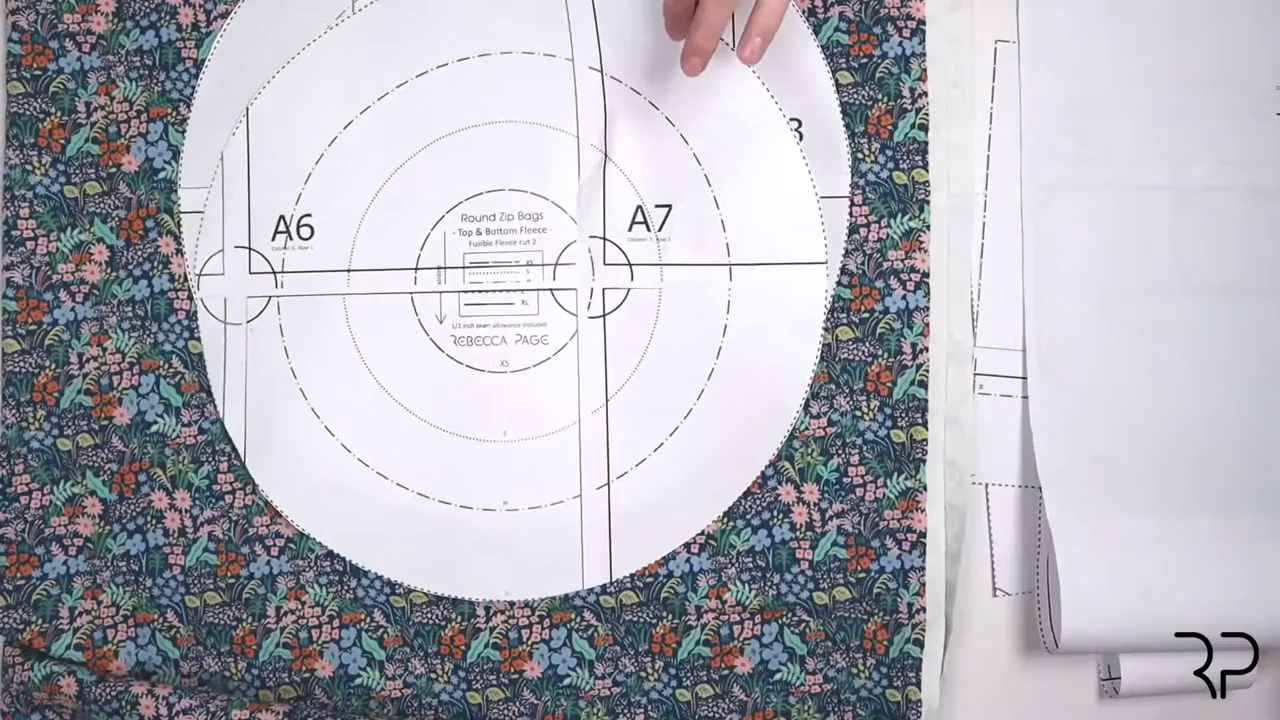 A6
A7
Round Zip Bags
- Top & Bottom Fleece -
Fusible Fleece cut 2
XS
S
M
L
XL
1/2 inch seam allowance included
REBECCA PAGE
XS
S
M
L
RP